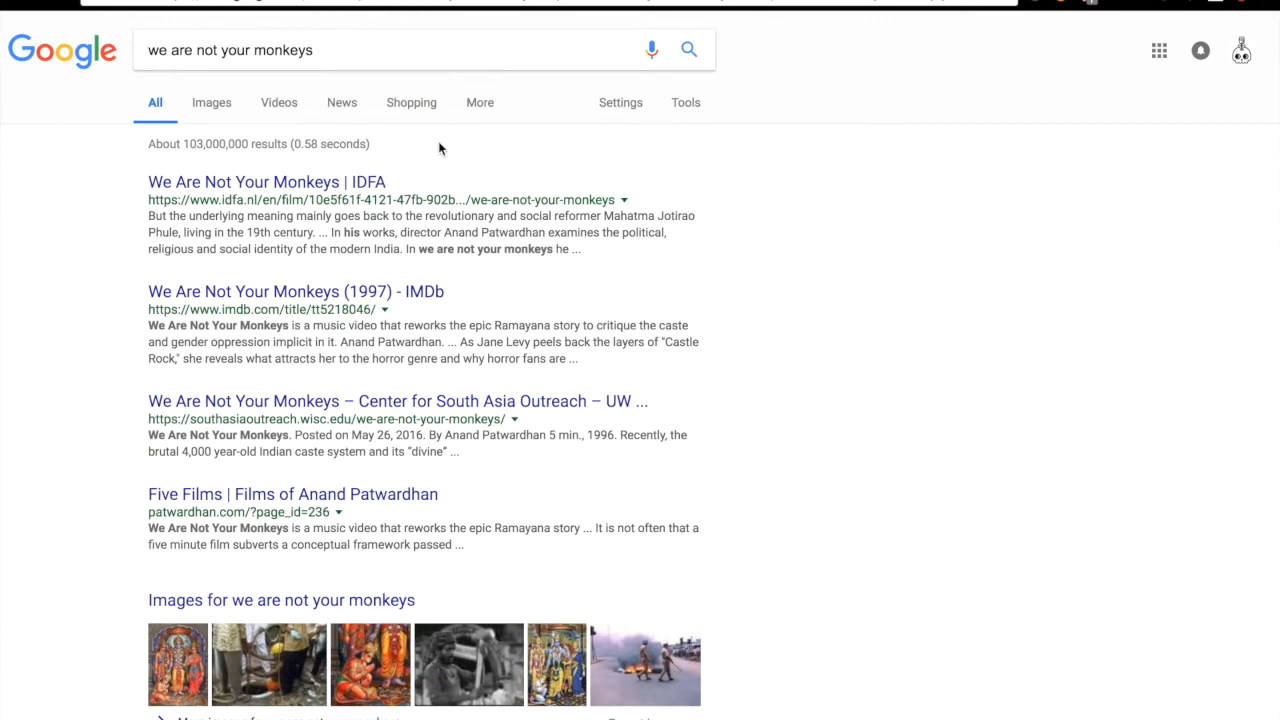 Google
we are not your monkeys
All Images Videos News Shopping More Settings Tools
About 103,000,000 results (0.58 seconds)
We Are Not Your Monkeys | IDFA
https://www.idfa.nl/en/film/10e5f61f-4121-47fb-902b.../we-are-not-your-monkeys
But the underlying meaning mainly goes back to the revolutionary and social reformer Mahatma Jotirao
Phule, living in the 19th century. ... In his works, director Anand Patwardhan examines the political,
religious and social identity of the modern India. In we are not your monkeys he ...
We Are Not Your Monkeys (1997) - IMDb
https://www.imdb.com/title/tt5218046/
We Are Not Your Monkeys is a music video that reworks the epic Ramayana story to critique the caste
and gender oppression implicit in it. Anand Patwardhan. ... As Jane Levy peels back the layers of "Castle
Rock," she reveals what attracts her to the horror genre and why horror fans are ...
We Are Not Your Monkeys – Center for South Asia Outreach – UW ...
https://southasiaoutreach.wisc.edu/we-are-not-your-monkeys/
We Are Not Your Monkeys. Posted on May 26, 2016. By Anand Patwardhan 5 min., 1996. Recently, the
brutal 4,000 year-old Indian caste system and its “divine” ...
Five Films | Films of Anand Patwardhan
patwardhan.com/?page_id=236
We Are Not Your Monkeys is a music video that reworks the epic Ramayana story ... It is not often that a
five minute film subverts a conceptual framework passed ...
Images for we are not your monkeys